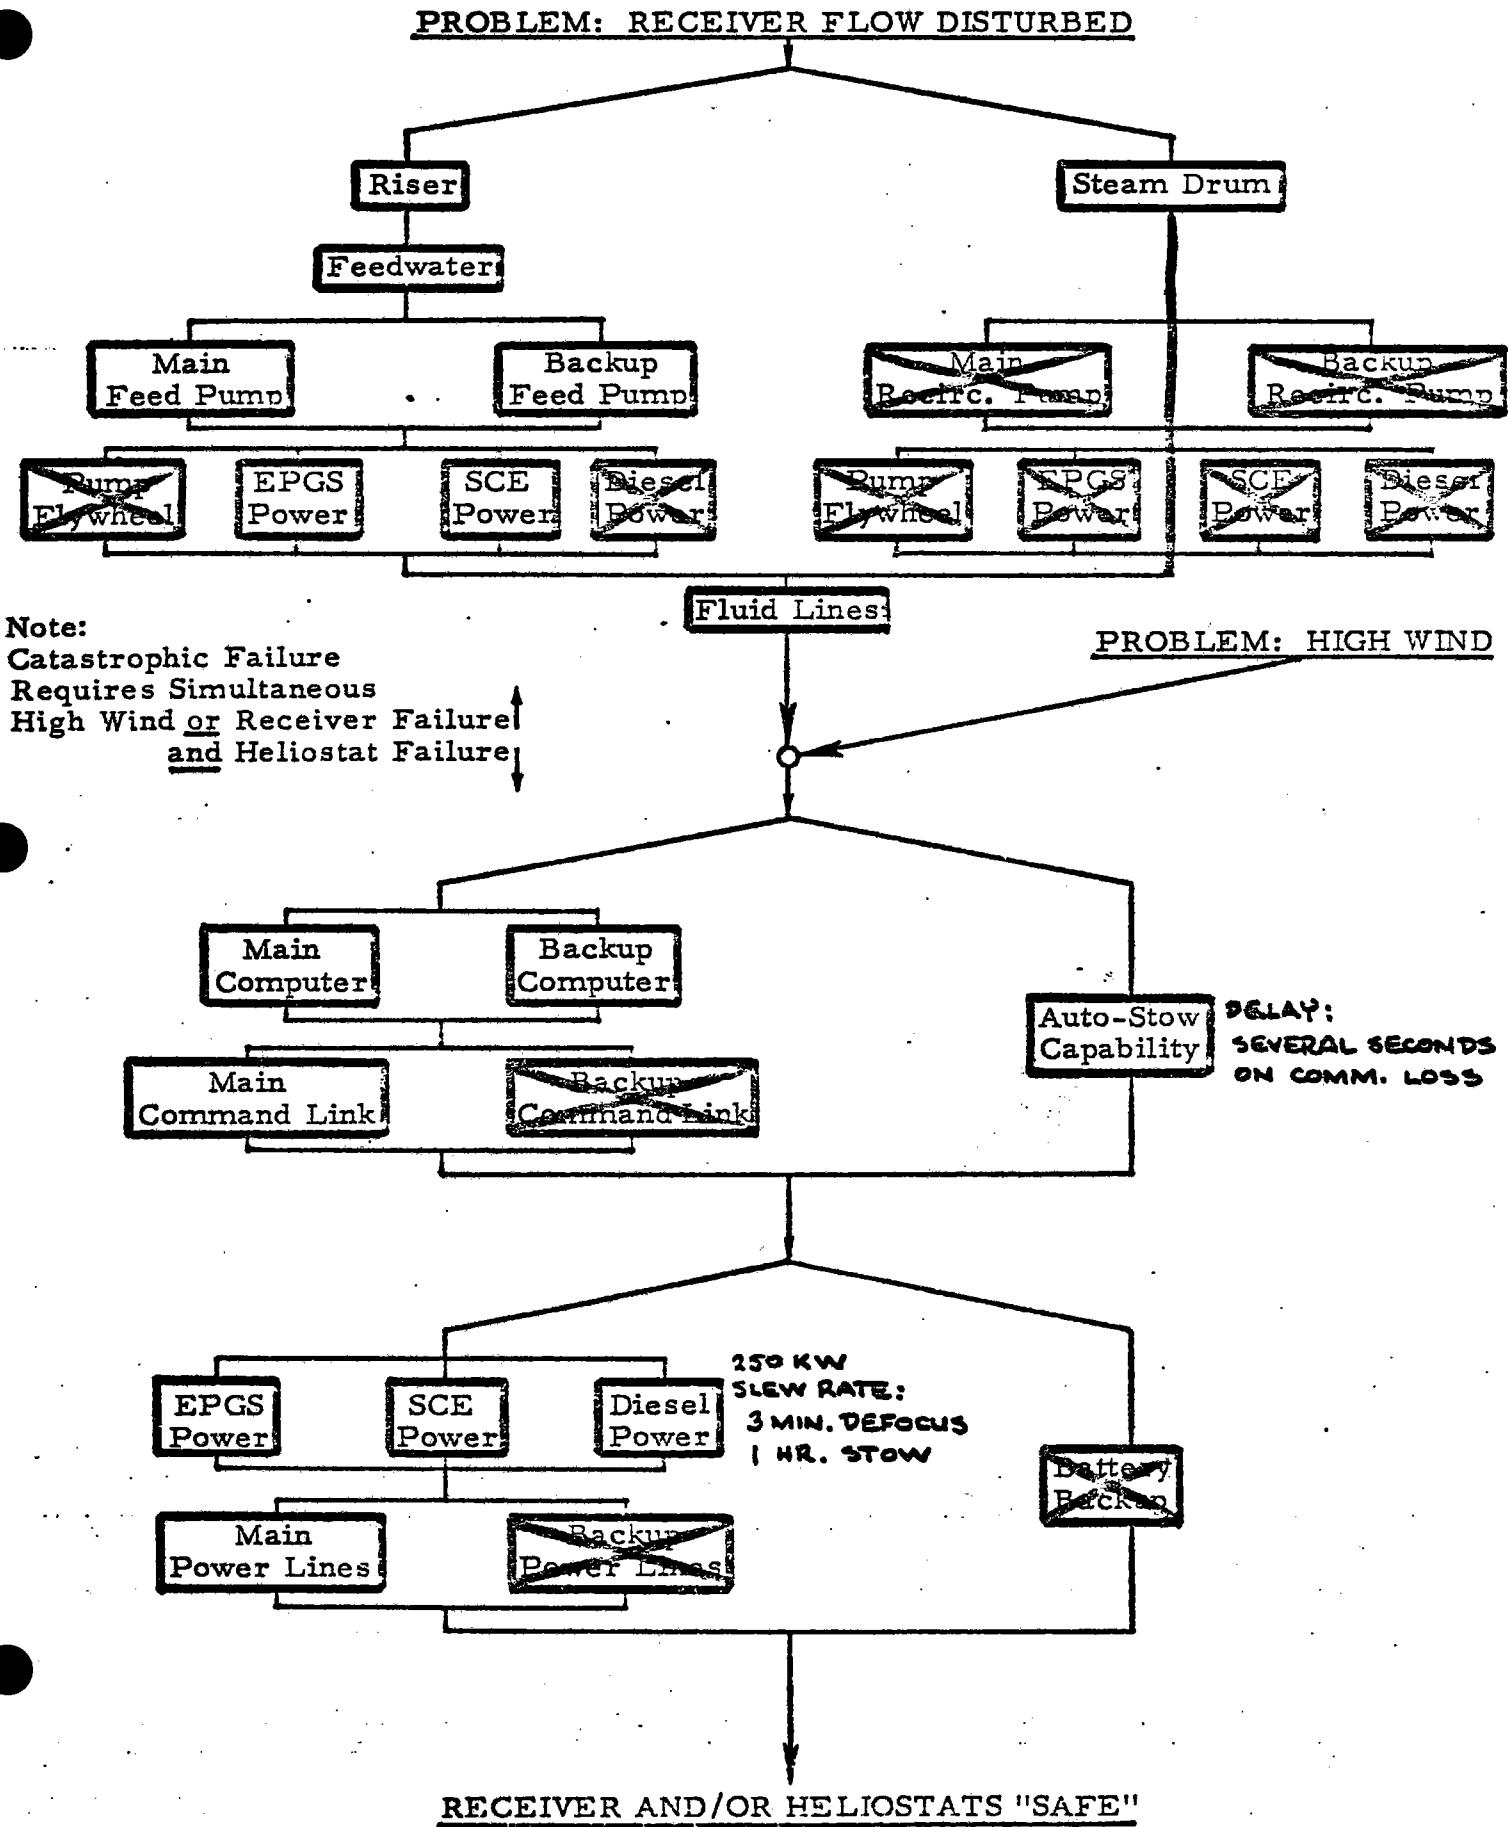 PROBLEM: RECEIVER FLOW DISTURBED
Riser
Steam Drum
Feedwater
Main
Feed Pump
Backup
Feed Pump
Main
Recirc. Pump
Backup
Recirc. Pump
Pump
Flywheel
EPGS
Power
SCE
Power
Diesel
Power
Pump
Flywheel
EPGS
Power
SCE
Power
Diesel
Power
Fluid Lines
Note:
Catastrophic Failure
Requires Simultaneous
High Wind or Receiver Failure
and Heliostat Failure
PROBLEM: HIGH WIND
Main
Computer
Backup
Computer
Auto-Stow
Capability
DELAY:
SEVERAL SECONDS
ON COMM. LOSS
Main
Command Link
Backup
Command Link
EPGS
Power
SCE
Power
Diesel
Power
250 KW
SLEW RATE:
3 MIN. DEFOCUS
1 HR. STOW
Battery
Backup
Main
Power Lines
Backup
Power Lines
RECEIVER AND/OR HELIOSTATS "SAFE"